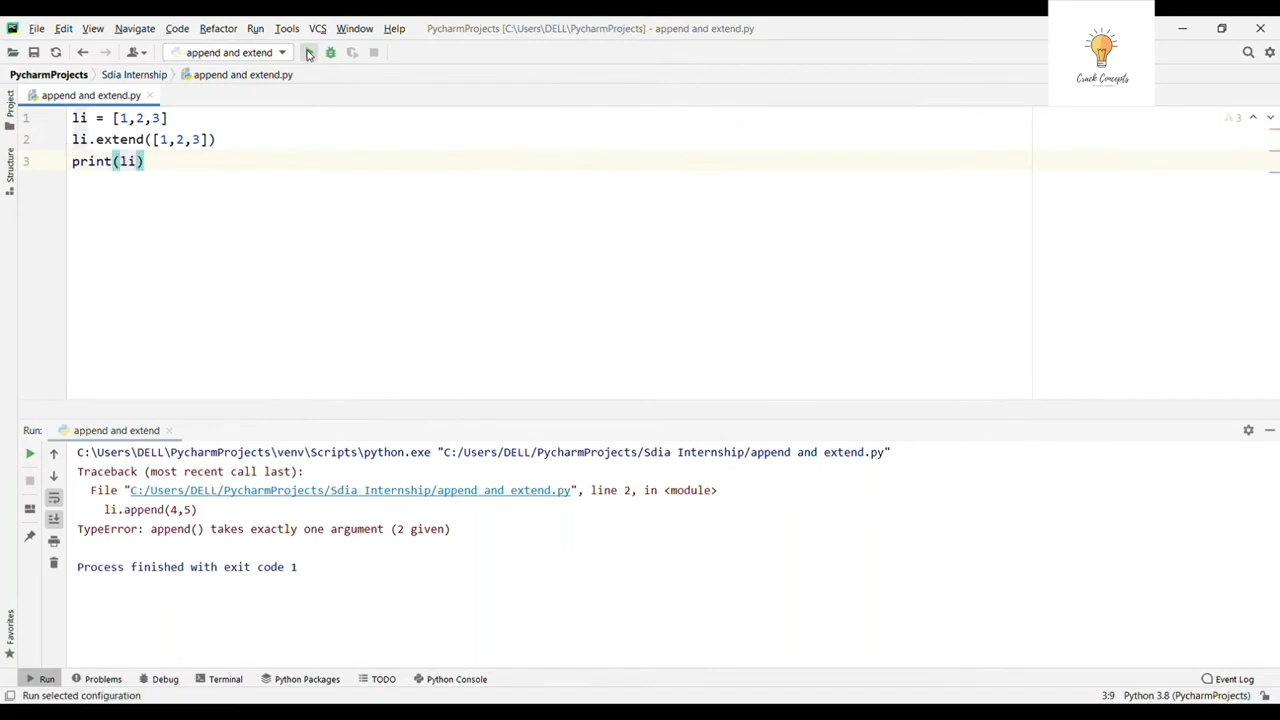 File Edit View Navigate Code Refactor Run Tools VCS Window Help PycharmProjects [C:\Users\DELL\PycharmProjects] - append and extend.py
append and extend
PycharmProjects Sdia Internship append and extend.py
append and extend.py
Crack Concepts
Project
Structure
Favorites
1 li = [1,2,3]
2 li.extend([1,2,3])
3 print(li)
3
Run: append and extend
C:\Users\DELL\PycharmProjects\venv\Scripts\python.exe "C:/Users/DELL/PycharmProjects/Sdia Internship/append and extend.py"
Traceback (most recent call last):
File "C:/Users/DELL/PycharmProjects/Sdia Internship/append and extend.py", line 2, in <module>
li.append(4,5)
TypeError: append() takes exactly one argument (2 given)
Process finished with exit code 1
Run Problems Debug Terminal Python Packages TODO Python Console Event Log
Run selected configuration 3:9 Python 3.8 (PycharmProjects)